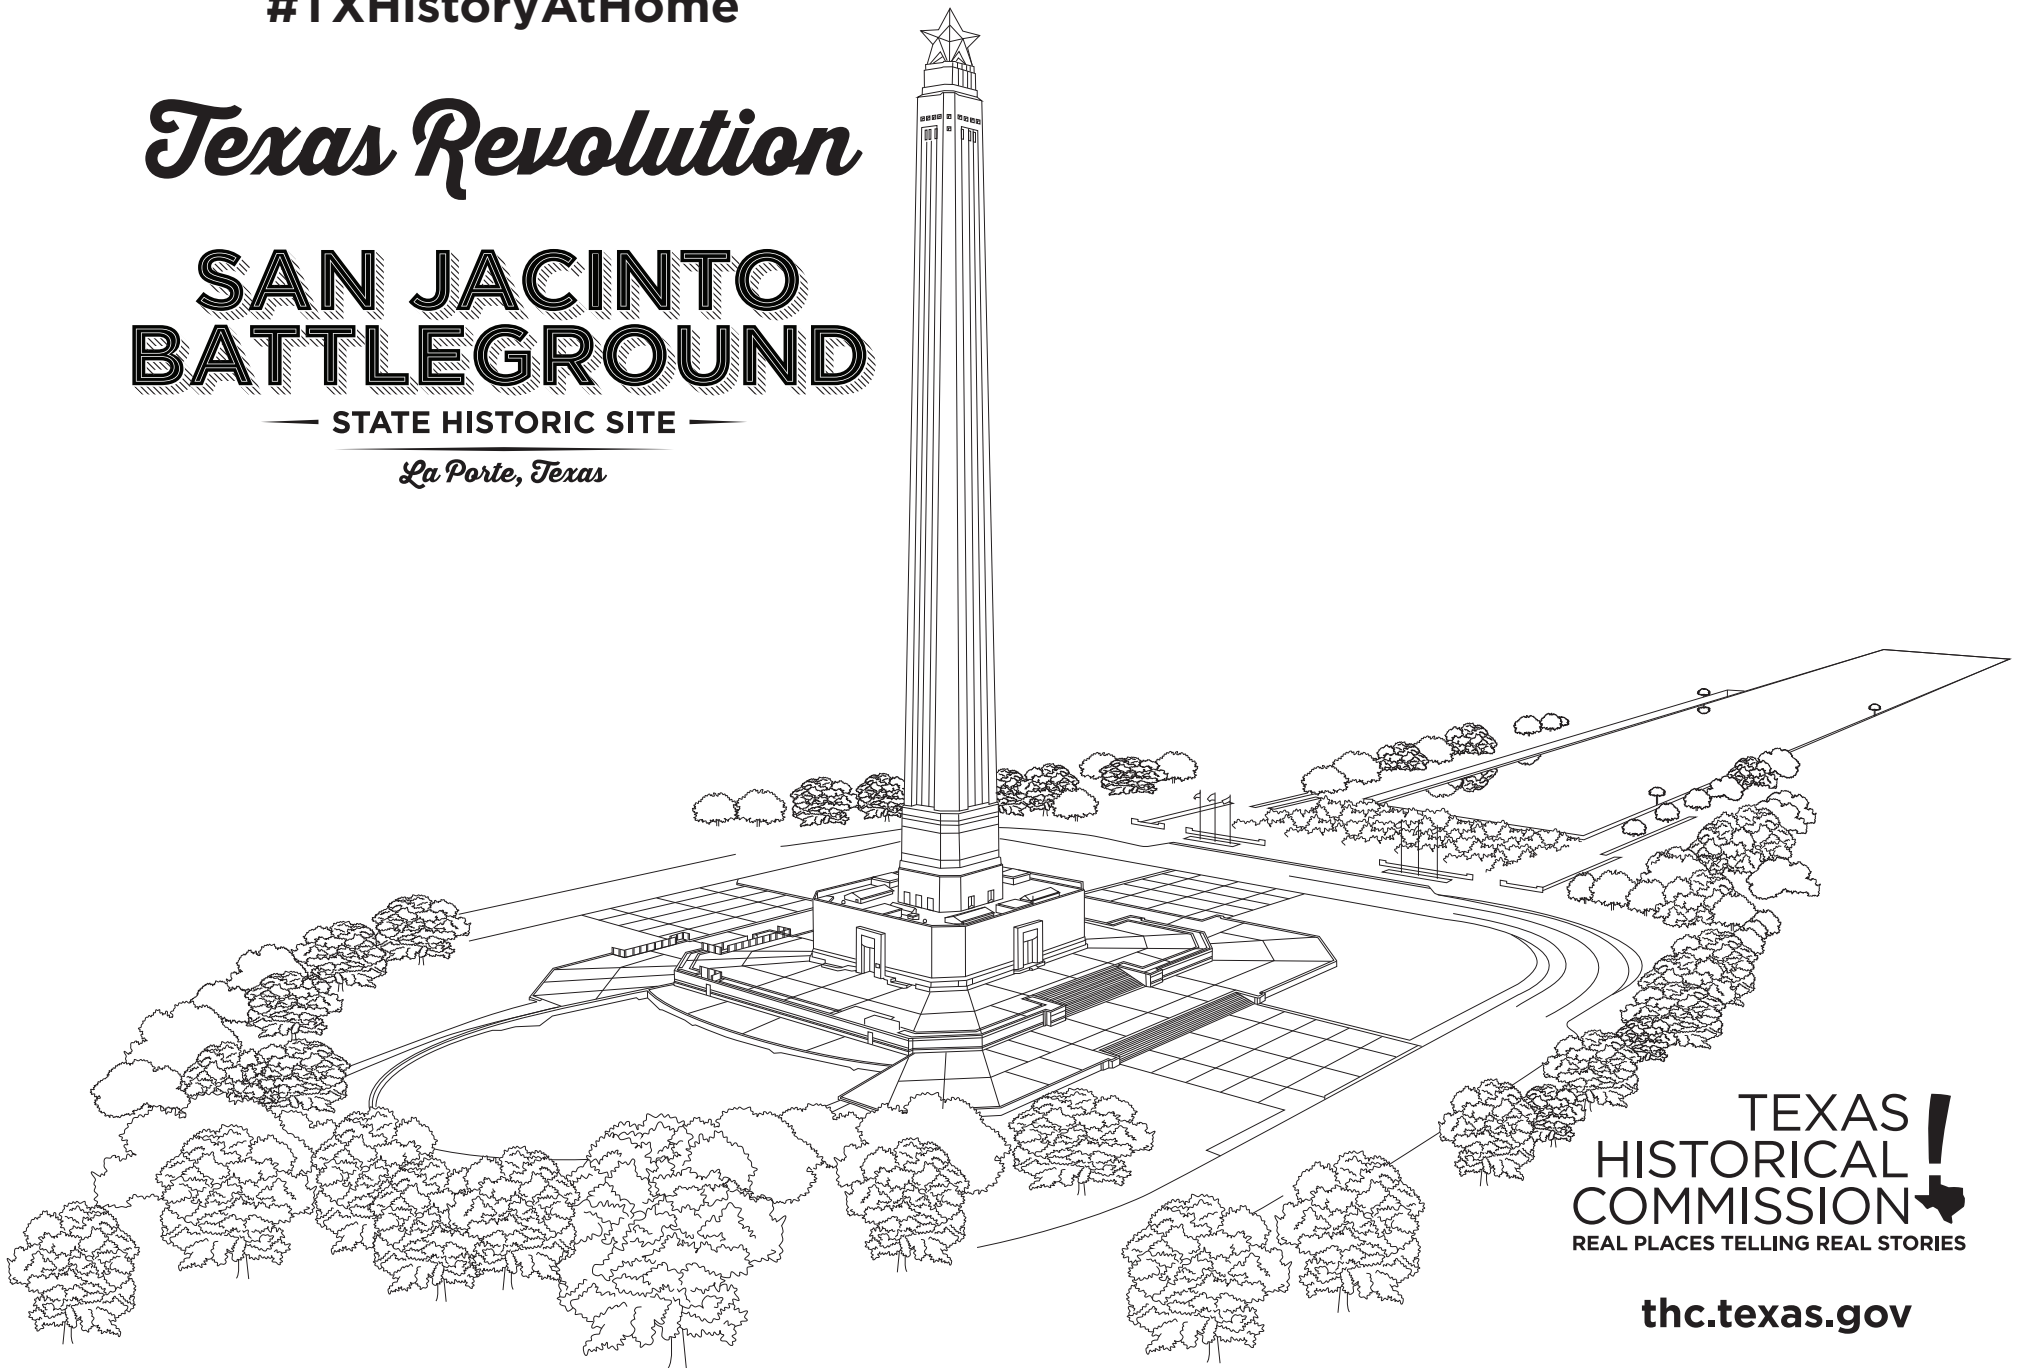 #TXHistoryAtHome
Texas Revolution
SAN JACINTO
BATTLEGROUND
STATE HISTORIC SITE
La Porte, Texas
TEXAS
HISTORICAL
COMMISSION
REAL PLACES TELLING REAL STORIES
thc.texas.gov